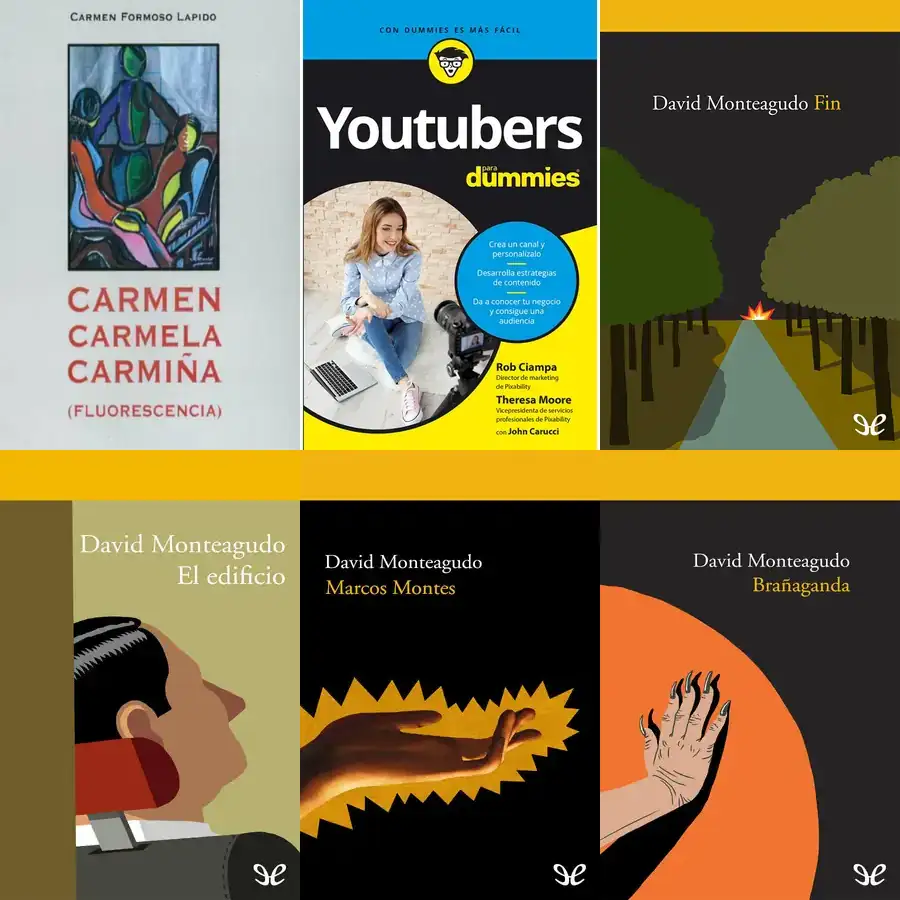 CARMEN FORMOSO LAPIDO
CARMEN
CARMELA
CARMIÑA
(FLUORESCENCIA)
CON DUMMIES ES MÁS FÁCIL
Youtubers
para
dummies
Crea un canal y
personalízalo
Desarrolla estrategias
de contenido
Da a conocer tu negocio
y consigue una
audiencia
Rob Ciampa
Director de marketing
de Pixability
Theresa Moore
Vicepresidenta de servicios
profesionales de Pixability
con John Carucci
David Monteagudo Fin
David Monteagudo
El edificio
David Monteagudo
Marcos Montes
David Monteagudo
Brañaganda